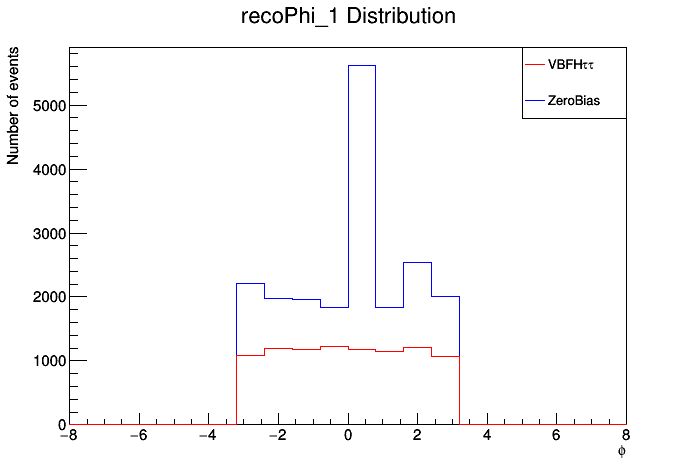 recoPhi_1 Distribution
Number of events
VBFHττ
ZeroBias
5000
4000
3000
2000
1000
0
−8 −6 −4 −2 0 2 4 6 8
ϕ